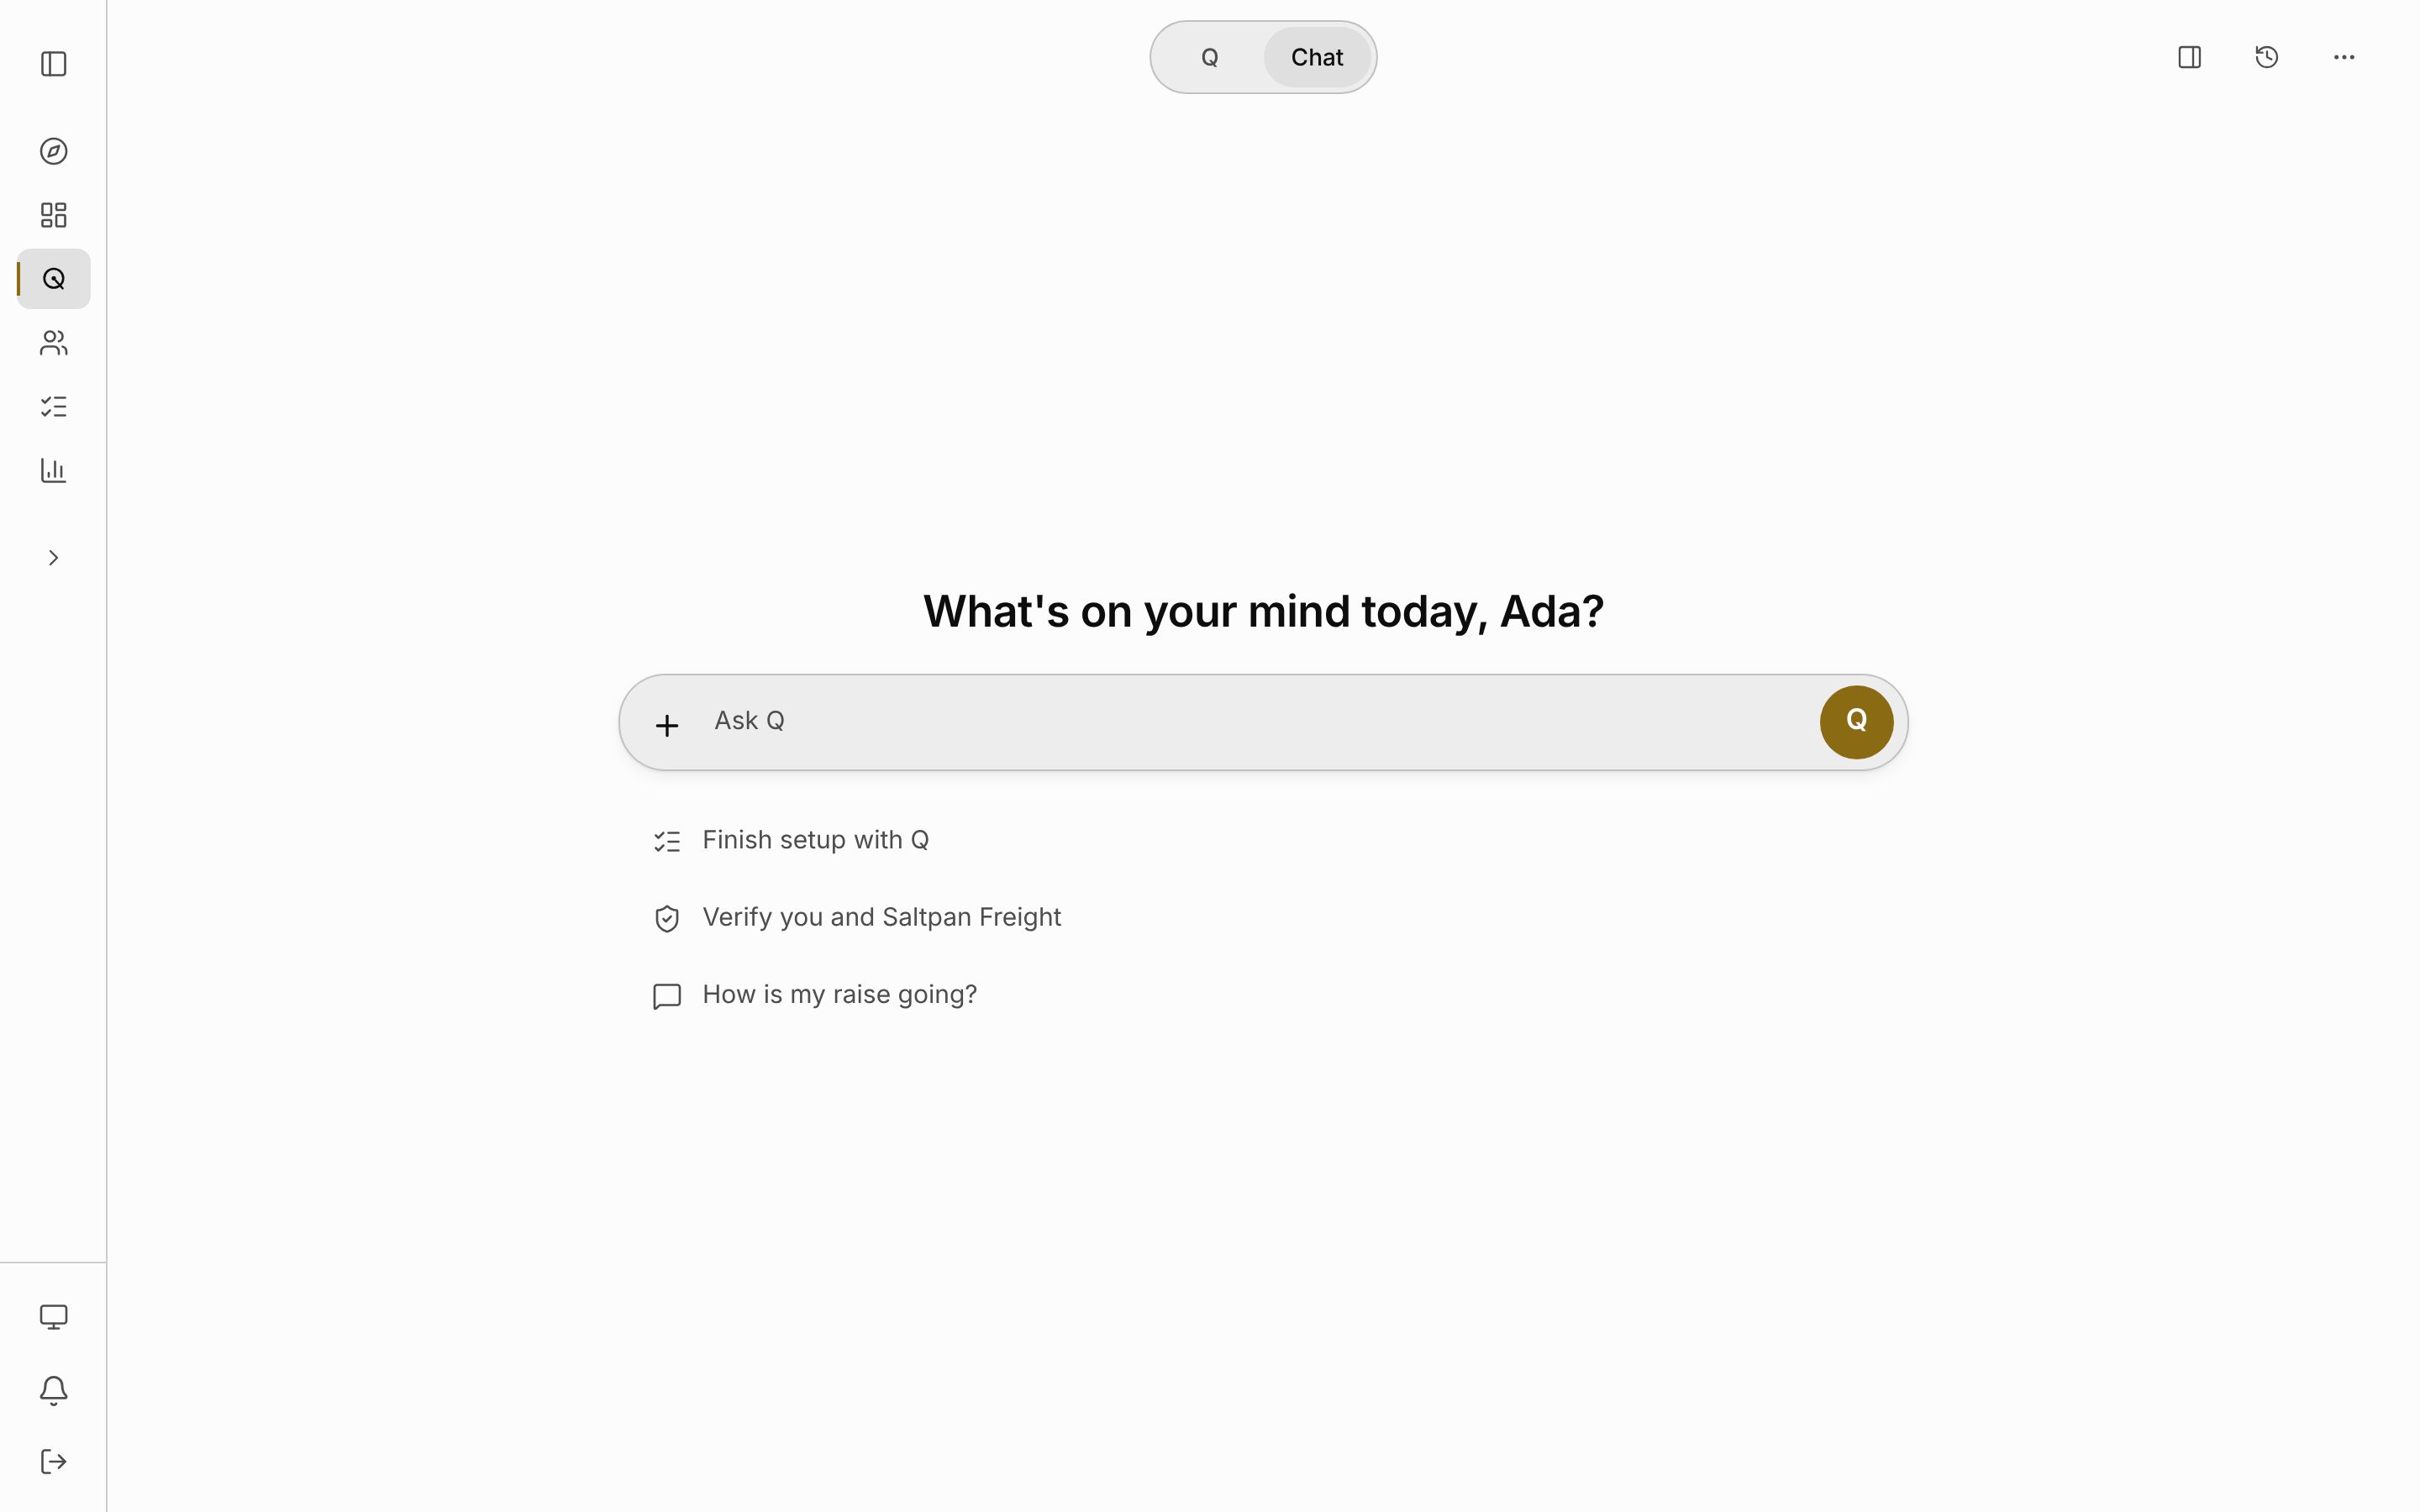 Q Chat
What's on your mind today, Ada?
Ask Q Q
Finish setup with Q
Verify you and Saltpan Freight
How is my raise going?